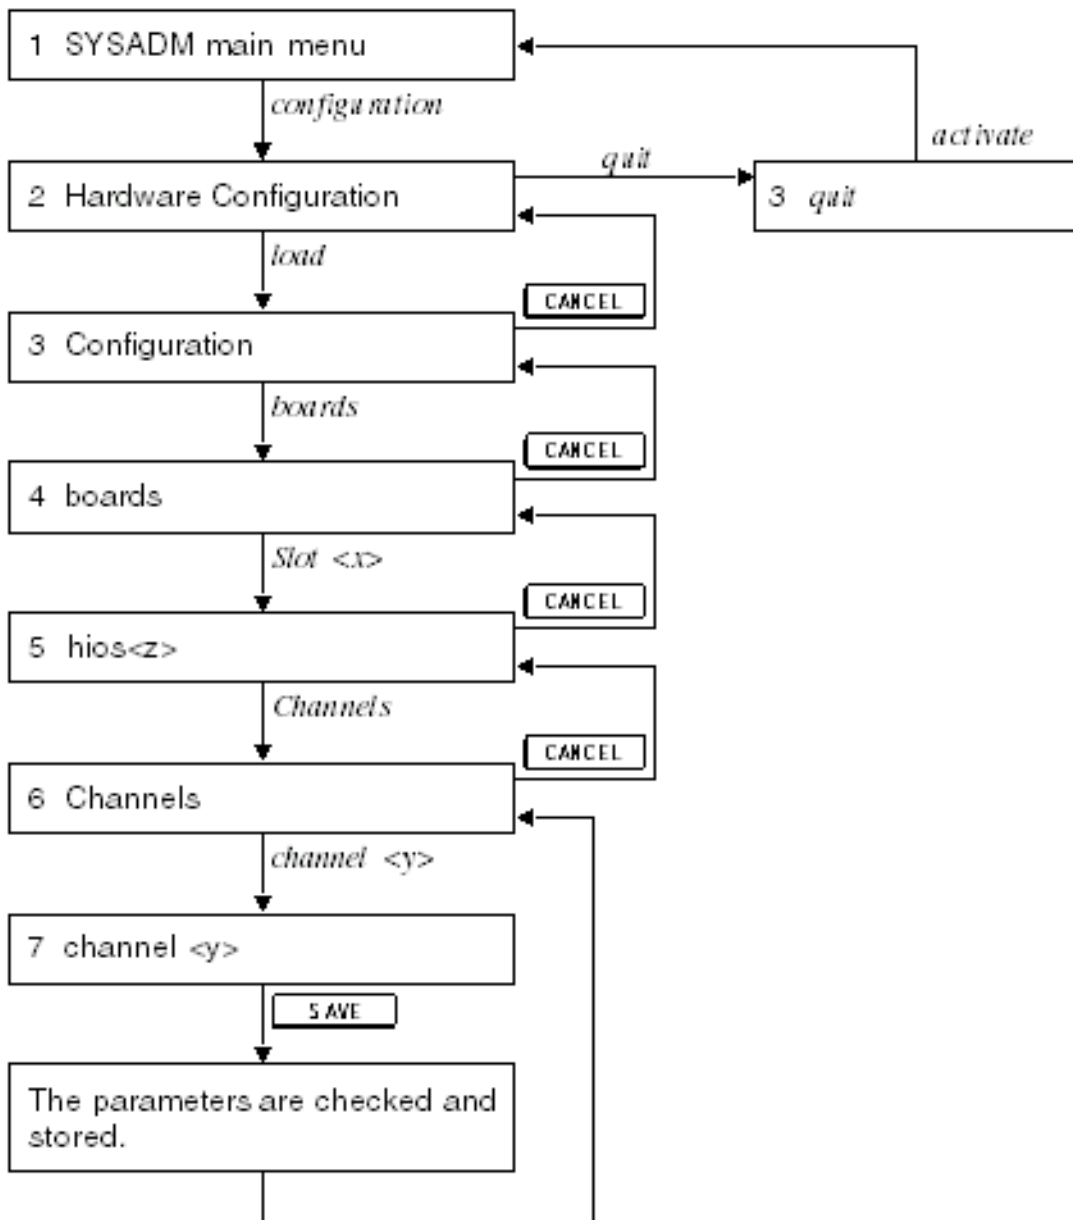 1 SYSADM main menu
configuration
activate
quit
2 Hardware Configuration
3 quit
load
CANCEL
3 Configuration
boards
CANCEL
4 boards
Slot <x>
CANCEL
5 hios<z>
Channels
CANCEL
6 Channels
channel <y>
7 channel <y>
SAVE
The parameters are checked and
stored.